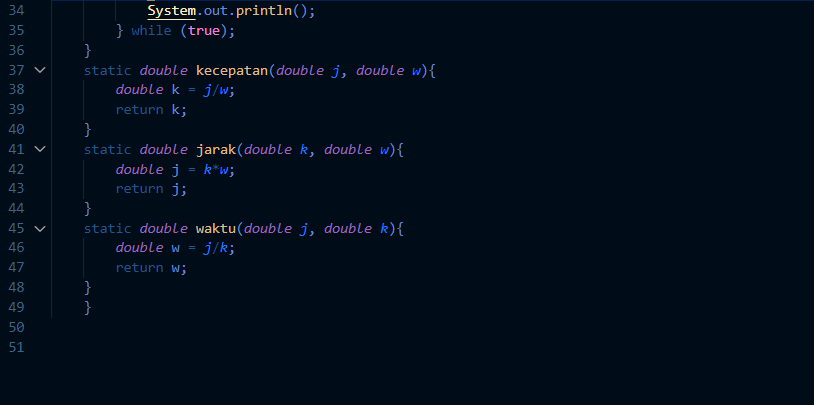 34 System.out.println();
35 } while (true);
36 }
37 static double kecepatan(double j, double w){
38 double k = j/w;
39 return k;
40 }
41 static double jarak(double k, double w){
42 double j = k*w;
43 return j;
44 }
45 static double waktu(double j, double k){
46 double w = j/k;
47 return w;
48 }
49 }
50
51